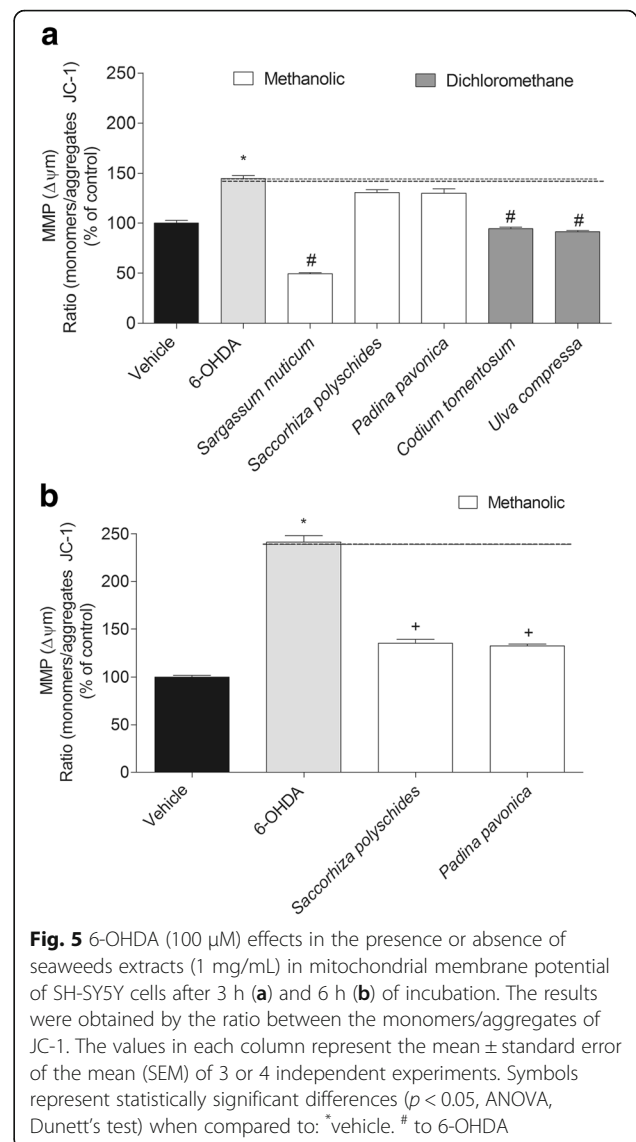 a
Methanolic
Dichloromethane
MMP (Δψm)
Ratio (monomers/aggregates JC-1)
(% of control)
250
200
150
100
50
0
*
#
#
#
Vehicle
6-OHDA
Sargassum muticum
Saccorhiza polyschides
Padina pavonica
Codium tomentosum
Ulva compressa
b
Methanolic
MMP (Δψm)
Ratio (monomers/aggregates JC-1)
(% of control)
250
200
150
100
50
0
*
+
+
Vehicle
6-OHDA
Saccorhiza polyschides
Padina pavonica
Fig. 5 6-OHDA (100 μM) effects in the presence or absence of
seaweeds extracts (1 mg/mL) in mitochondrial membrane potential
of SH-SY5Y cells after 3 h (a) and 6 h (b) of incubation. The results
were obtained by the ratio between the monomers/aggregates of
JC-1. The values in each column represent the mean ± standard error
of the mean (SEM) of 3 or 4 independent experiments. Symbols
represent statistically significant differences (p < 0.05, ANOVA,
Dunett's test) when compared to: *vehicle. # to 6-OHDA